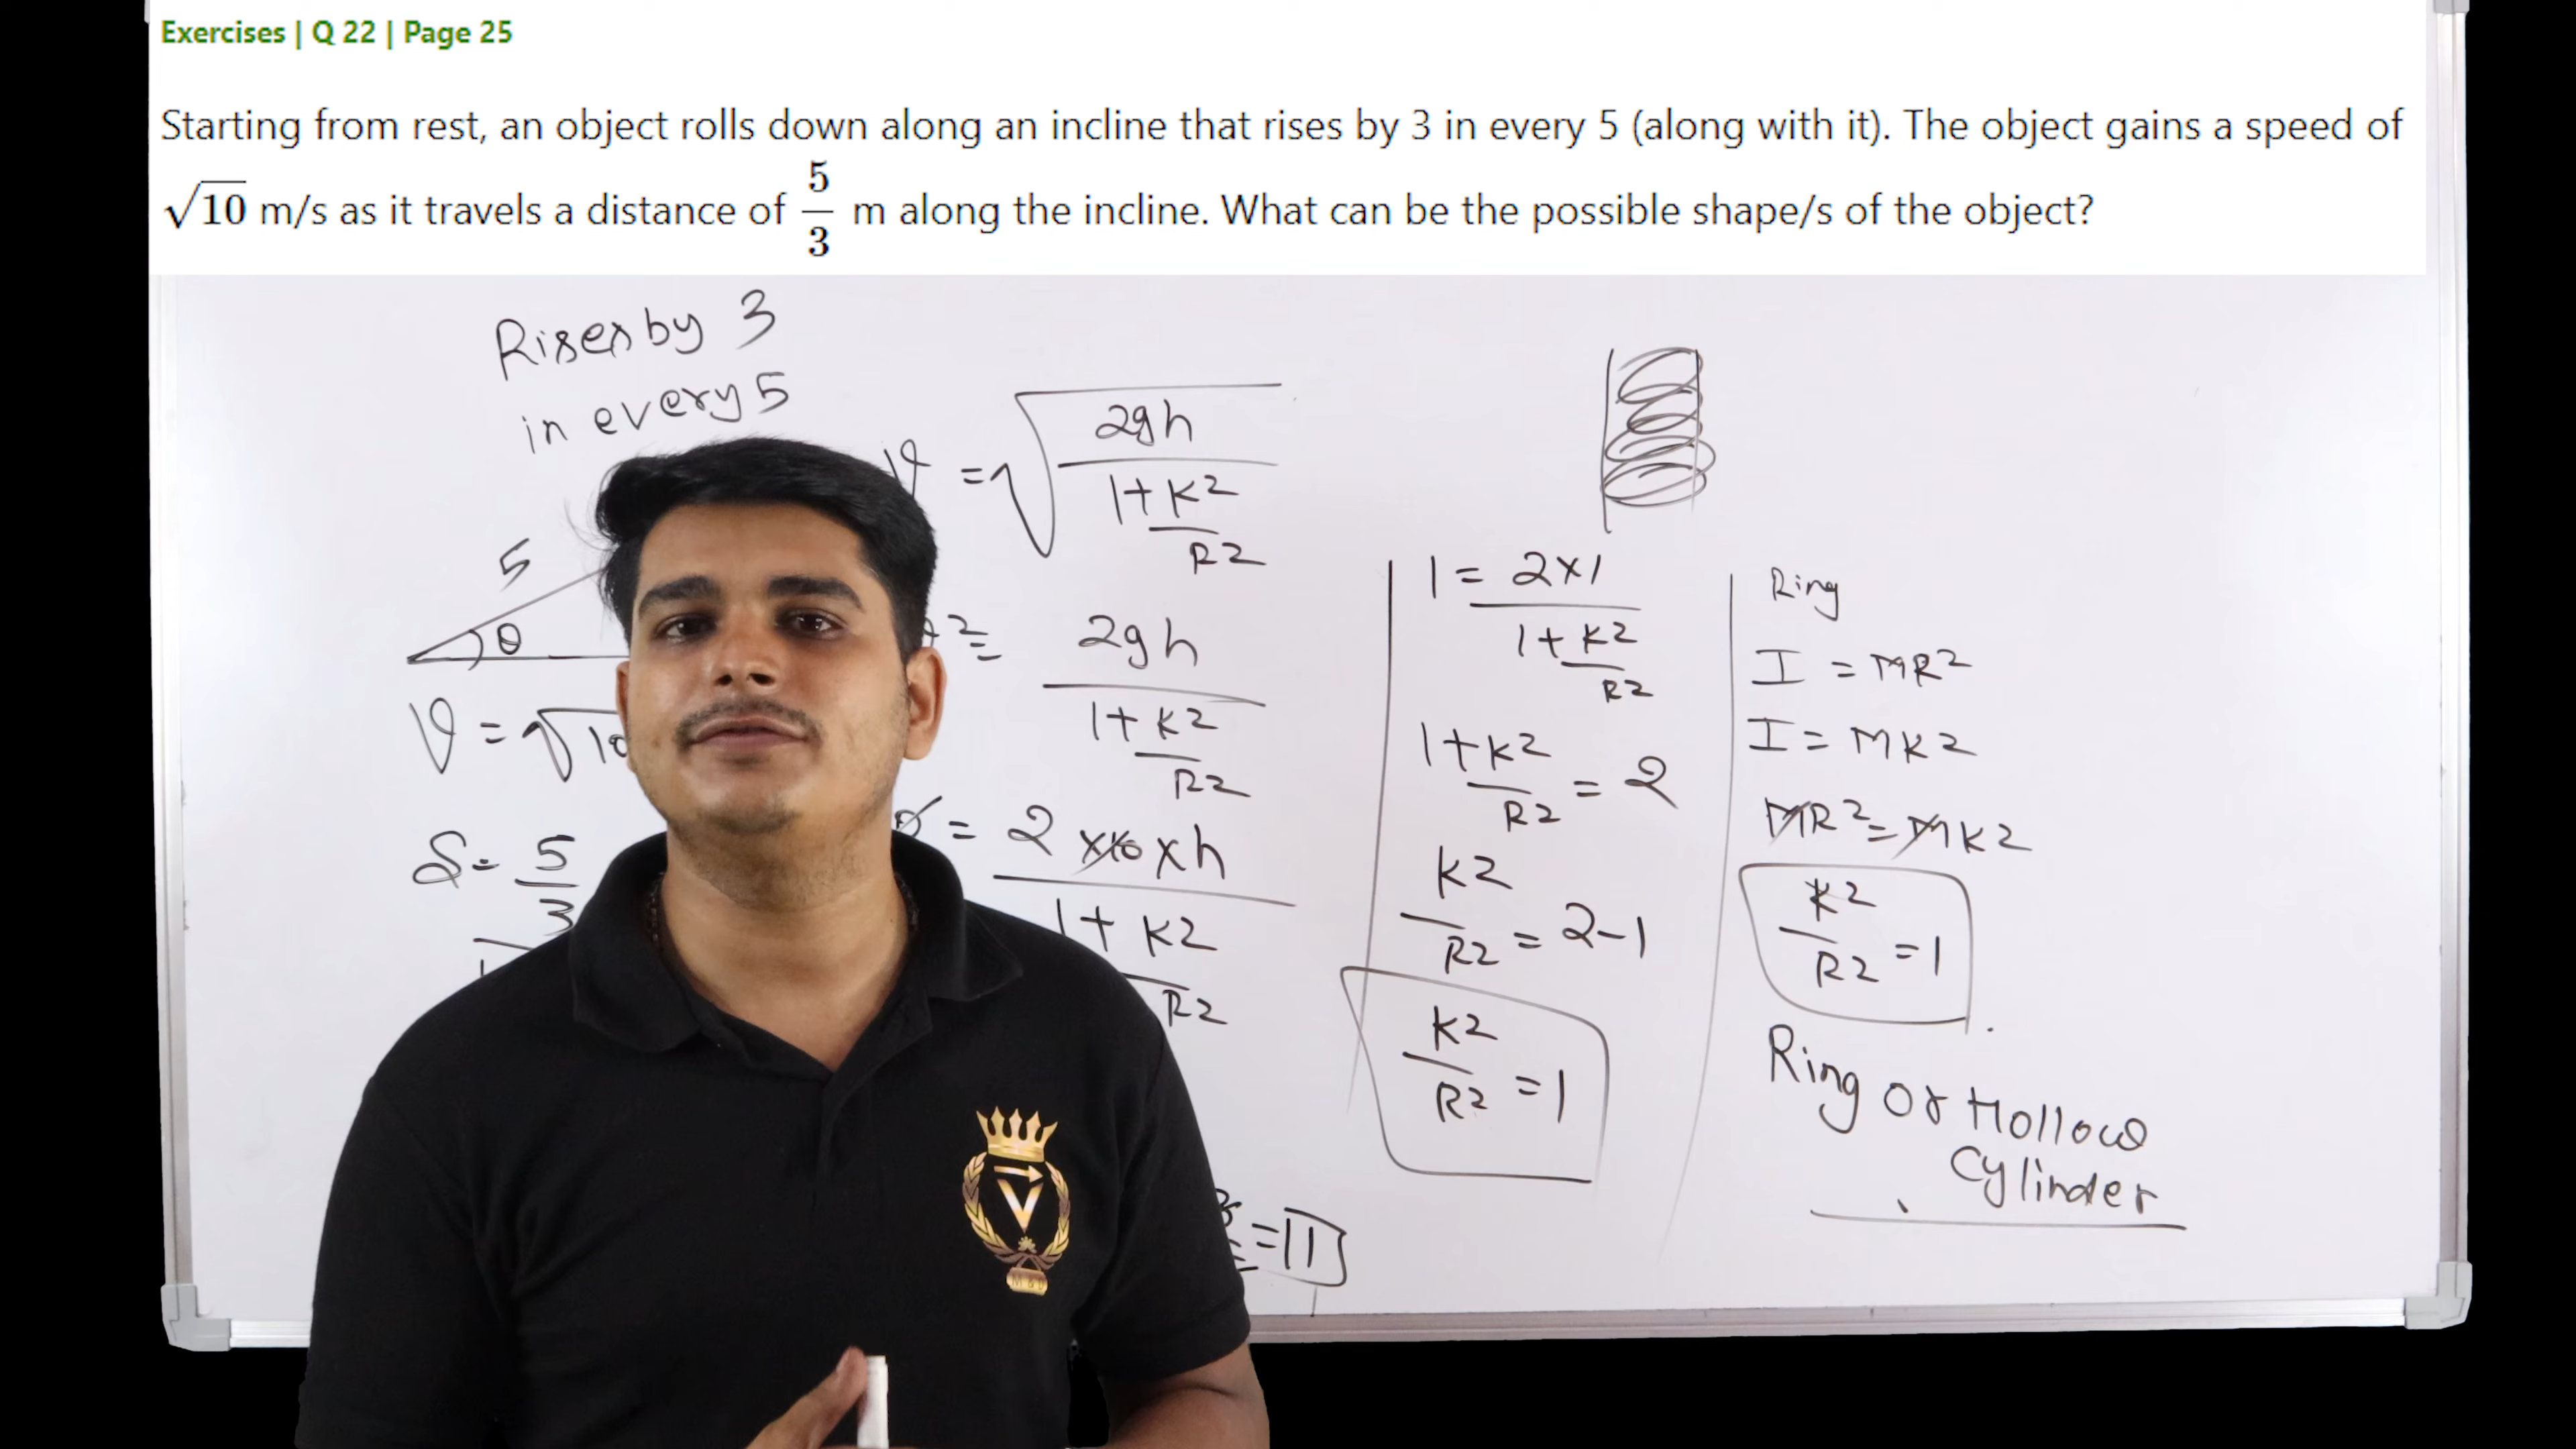 Exercises | Q 22 | Page 25
Starting from rest, an object rolls down along an incline that rises by 3 in every 5 (along with it). The object gains a speed of
√10 m/s as it travels a distance of 5/3 m along the incline. What can be the possible shape/s of the object?
Rises by 3
in every 5
5
θ
V = √10
S = 5/3
= √
2gh
1+K2
R2
2 =
2gh
1+K2
R2
= 2 x10 x h
1+ K2
R2
= 11
1 = 2x1
1+K2
R2
1+K2
R2 = 2
K2
R2 = 2-1
K2
R2 = 1
Ring
I = MR2
I = MK2
MR2 = MK2
K2
R2 = 1
Ring Or Hollow
Cylinder
V